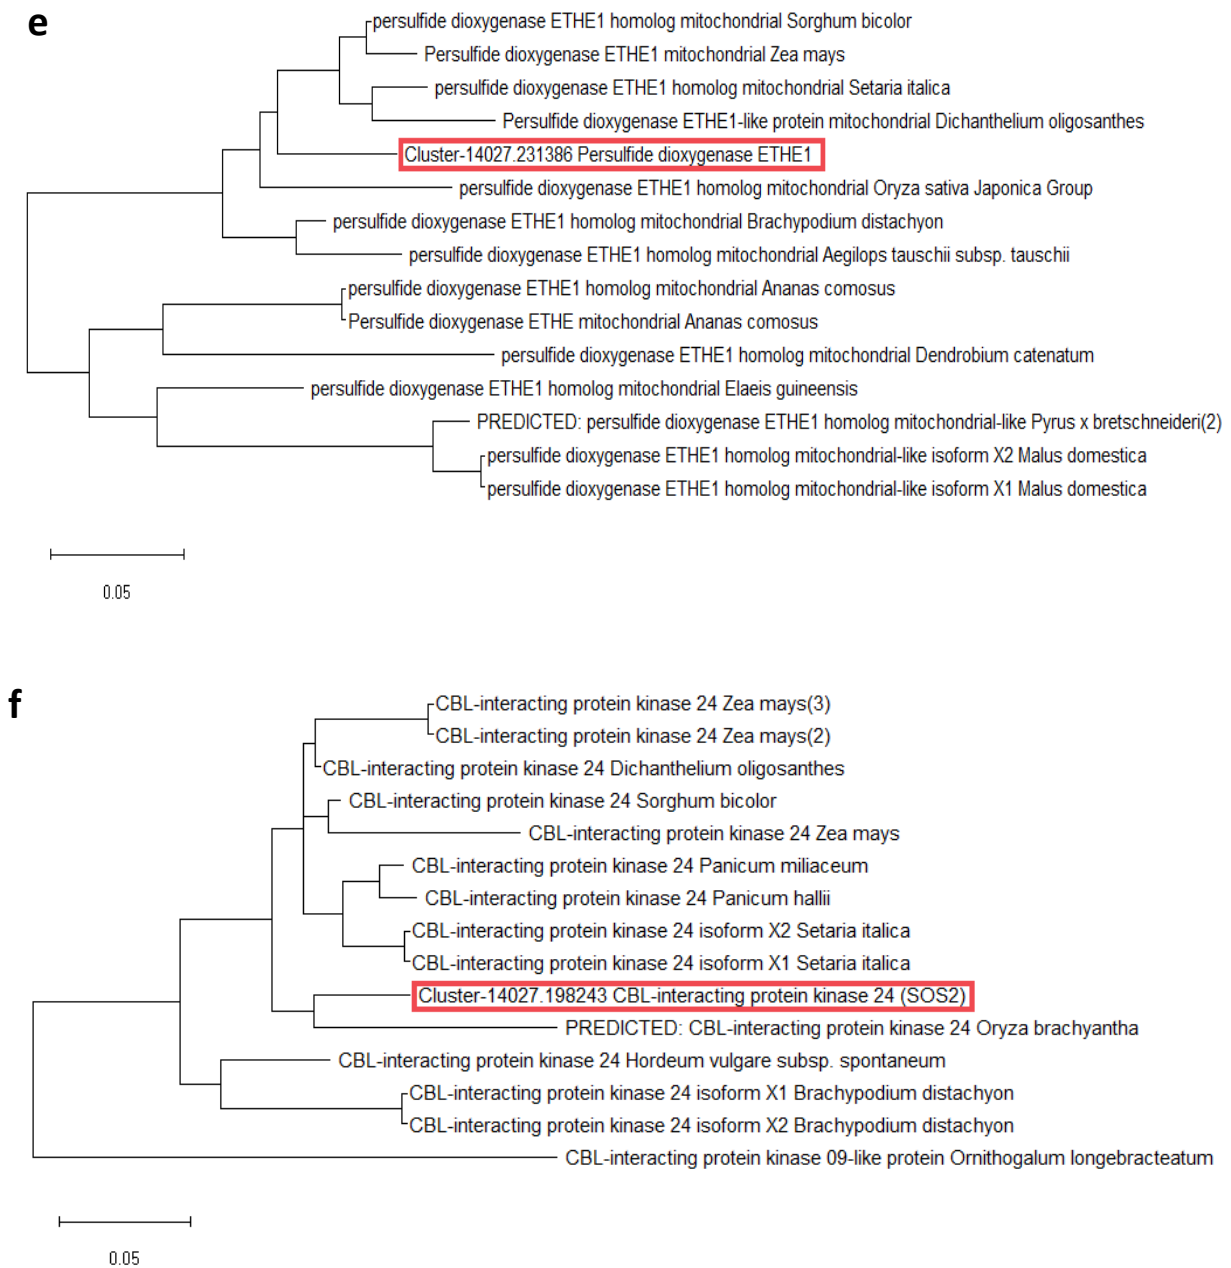 e
persulfide dioxygenase ETHE1 homolog mitochondrial Sorghum bicolor
Persulfide dioxygenase ETHE1 mitochondrial Zea mays
persulfide dioxygenase ETHE1 homolog mitochondrial Setaria italica
Persulfide dioxygenase ETHE1-like protein mitochondrial Dichanthelium oligosanthes
Cluster-14027.231386 Persulfide dioxygenase ETHE1
persulfide dioxygenase ETHE1 homolog mitochondrial Oryza sativa Japonica Group
persulfide dioxygenase ETHE1 homolog mitochondrial Brachypodium distachyon
persulfide dioxygenase ETHE1 homolog mitochondrial Aegilops tauschii subsp. tauschii
persulfide dioxygenase ETHE1 homolog mitochondrial Ananas comosus
Persulfide dioxygenase ETHE mitochondrial Ananas comosus
persulfide dioxygenase ETHE1 homolog mitochondrial Dendrobium catenatum
persulfide dioxygenase ETHE1 homolog mitochondrial Elaeis guineensis
PREDICTED: persulfide dioxygenase ETHE1 homolog mitochondrial-like Pyrus x bretschneideri(2)
persulfide dioxygenase ETHE1 homolog mitochondrial-like isoform X2 Malus domestica
persulfide dioxygenase ETHE1 homolog mitochondrial-like isoform X1 Malus domestica
0.05
f
CBL-interacting protein kinase 24 Zea mays(3)
CBL-interacting protein kinase 24 Zea mays(2)
CBL-interacting protein kinase 24 Dichanthelium oligosanthes
CBL-interacting protein kinase 24 Sorghum bicolor
CBL-interacting protein kinase 24 Zea mays
CBL-interacting protein kinase 24 Panicum miliaceum
CBL-interacting protein kinase 24 Panicum hallii
CBL-interacting protein kinase 24 isoform X2 Setaria italica
CBL-interacting protein kinase 24 isoform X1 Setaria italica
Cluster-14027.198243 CBL-interacting protein kinase 24 (SOS2)
PREDICTED: CBL-interacting protein kinase 24 Oryza brachyantha
CBL-interacting protein kinase 24 Hordeum vulgare subsp. spontaneum
CBL-interacting protein kinase 24 isoform X1 Brachypodium distachyon
CBL-interacting protein kinase 24 isoform X2 Brachypodium distachyon
CBL-interacting protein kinase 09-like protein Ornithogalum longebracteatum
0.05